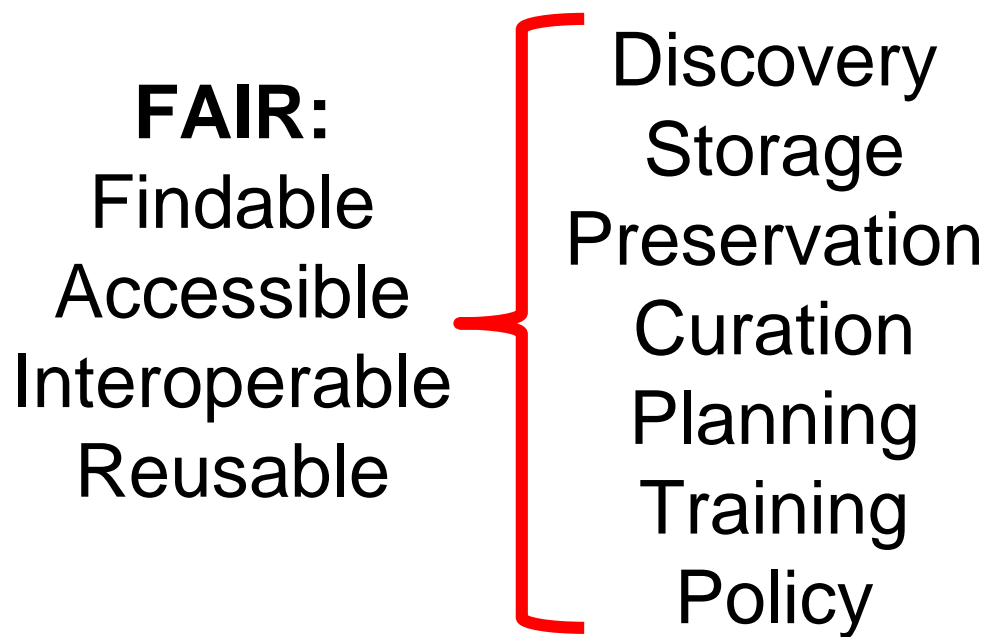 FAIR:
Findable
Accessible
Interoperable
Reusable
Discovery
Storage
Preservation
Curation
Planning
Training
Policy